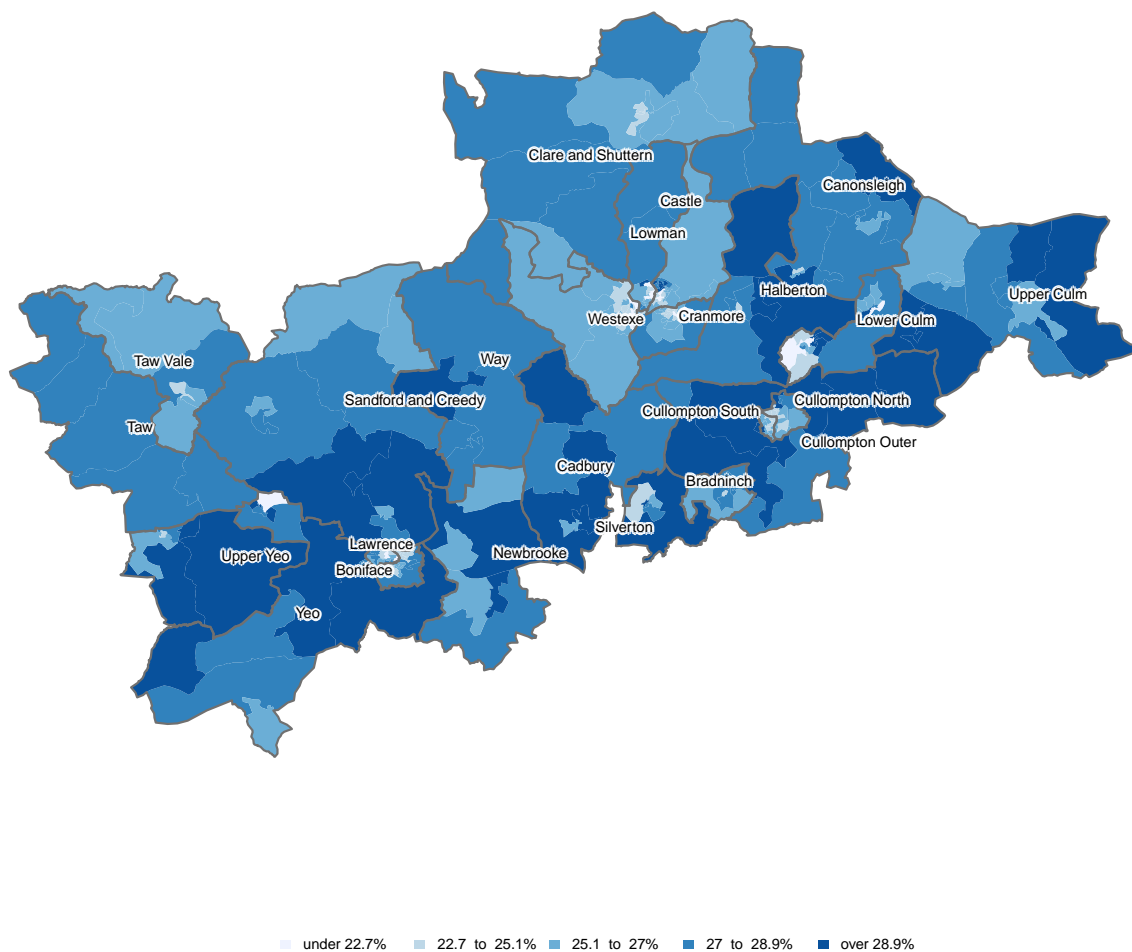 Clare and Shuttern
Canonsleigh
Castle
Lowman
Halberton
Upper Culm
Westexe
Cranmore
Lower Culm
Taw Vale
Way
Sandford and Creedy
Cullompton North
Cullompton South
Taw
Cullompton Outer
Cadbury
Bradninch
Silverton
Lawrence
Newbrooke
Upper Yeo
Boniface
Yeo
under 22.7% 22.7 to 25.1% 25.1 to 27% 27 to 28.9% over 28.9%